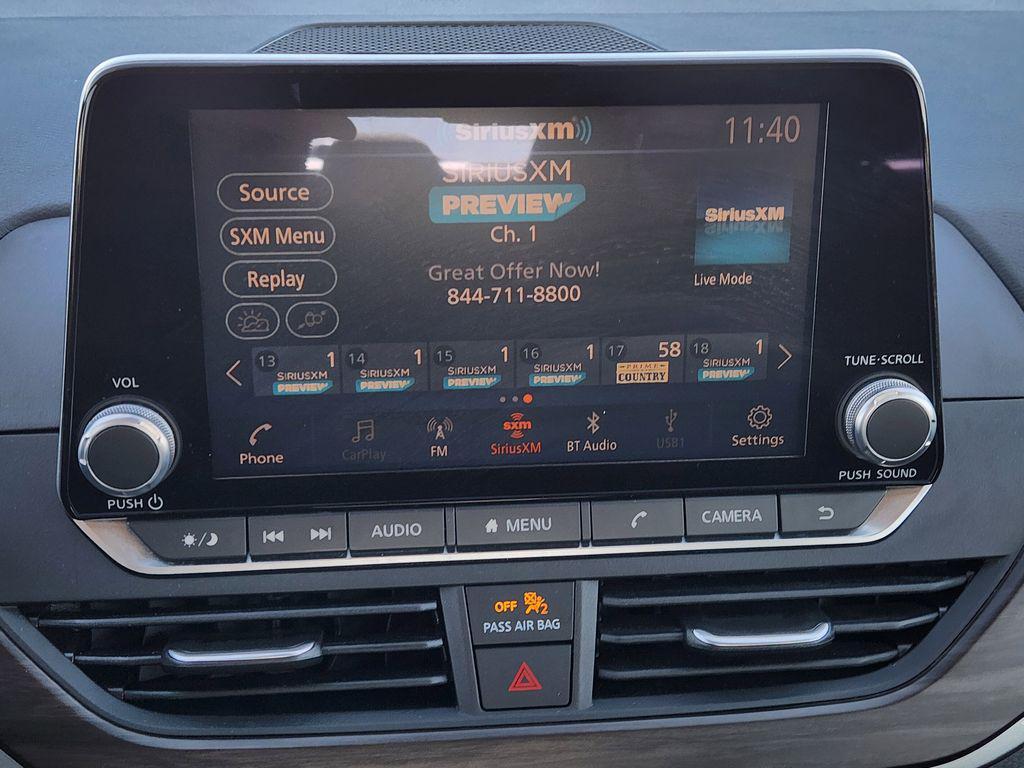 SiriusXM
11:40
SIRIUSXM
PREVIEW
Ch. 1
Source
SXM Menu
Replay
Great Offer Now!
844-711-8800
SiriusXM
Live Mode
13 1 SIRIUSXM PREVIEW
14 1 SIRIUSXM PREVIEW
15 1 SIRIUSXM PREVIEW
16 1 SIRIUSXM PREVIEW
17 58 PRIME COUNTRY
18 1 SIRIUSXM PREVIEW
Phone
CarPlay
FM
sxm
SiriusXM
BT Audio
USB1
Settings
VOL
PUSH
TUNE·SCROLL
PUSH SOUND
AUDIO
MENU
CAMERA
OFF 2
PASS AIR BAG